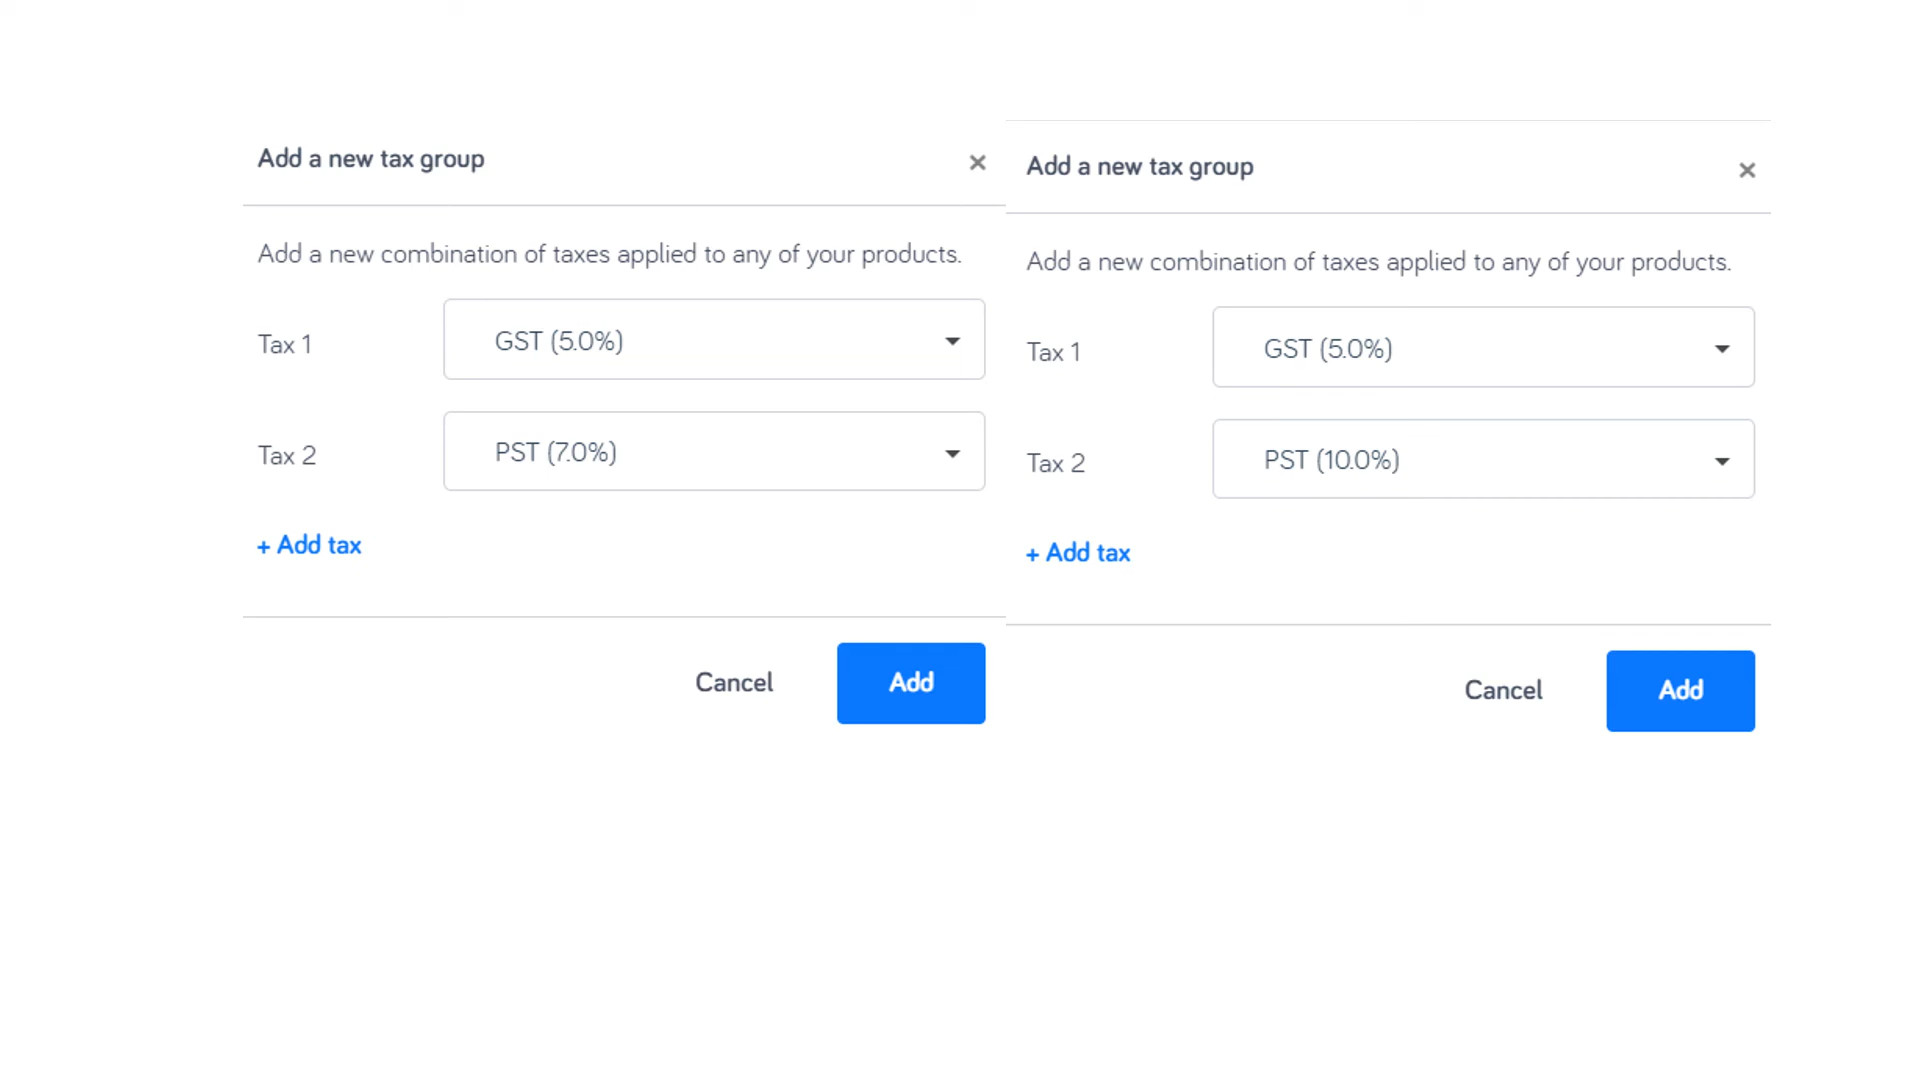 Add a new tax group ×
Add a new combination of taxes applied to any of your products.
Tax 1 GST (5.0%)
Tax 2 PST (7.0%)
+ Add tax
Cancel Add
Add a new tax group ×
Add a new combination of taxes applied to any of your products.
Tax 1 GST (5.0%)
Tax 2 PST (10.0%)
+ Add tax
Cancel Add